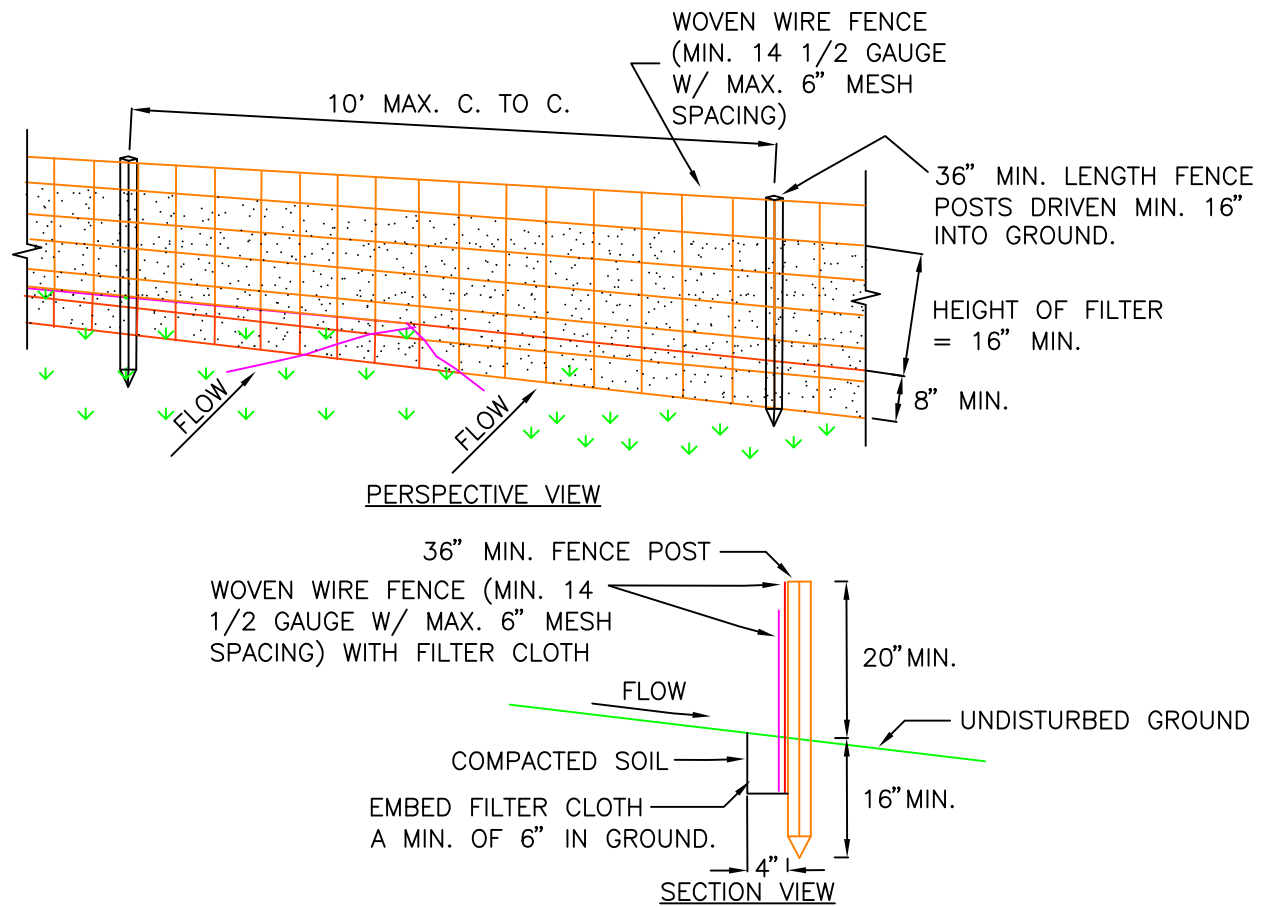 WOVEN WIRE FENCE
(MIN. 14 1/2 GAUGE
W/ MAX. 6" MESH
SPACING)
10' MAX. C. TO C.
36" MIN. LENGTH FENCE
POSTS DRIVEN MIN. 16"
INTO GROUND.
HEIGHT OF FILTER
= 16" MIN.
8" MIN.
FLOW
FLOW
PERSPECTIVE VIEW
36" MIN. FENCE POST
WOVEN WIRE FENCE (MIN. 14
1/2 GAUGE W/ MAX. 6" MESH
SPACING) WITH FILTER CLOTH
20" MIN.
FLOW
UNDISTURBED GROUND
COMPACTED SOIL
EMBED FILTER CLOTH
A MIN. OF 6" IN GROUND.
16" MIN.
4"
SECTION VIEW